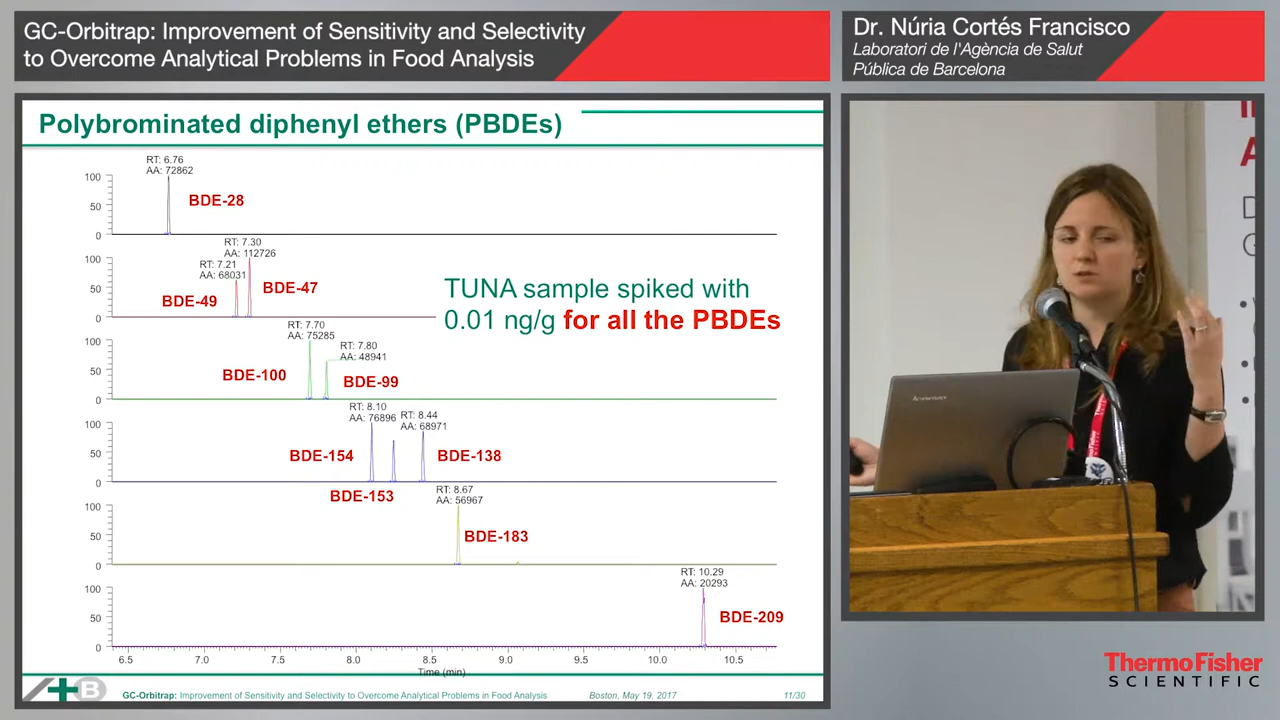 GC-Orbitrap: Improvement of Sensitivity and Selectivity
to Overcome Analytical Problems in Food Analysis
Dr. Núria Cortés Francisco
Laboratori de l'Agència de Salut
Pública de Barcelona
Polybrominated diphenyl ethers (PBDEs)
RT: 6.76
AA: 72862
100
50
0
BDE-28
RT: 7.30
AA: 112726
RT: 7.21
AA: 68031
100
50
0
BDE-49
BDE-47
TUNA sample spiked with
0.01 ng/g for all the PBDEs
RT: 7.70
AA: 75285
RT: 7.80
AA: 48941
100
50
0
BDE-100
BDE-99
RT: 8.10
AA: 76896
RT: 8.44
AA: 68971
100
50
0
BDE-154
BDE-138
BDE-153
RT: 8.67
AA: 56967
100
50
0
BDE-183
RT: 10.29
AA: 20293
100
50
0
BDE-209
6.5 7.0 7.5 8.0 8.5 9.0 9.5 10.0 10.5
Time (min)
B
GC-Orbitrap: Improvement of Sensitivity and Selectivity to Overcome Analytical Problems in Food Analysis
Boston, May 19, 2017
11/30
Lenovo
ThermoFisher
SCIENTIFIC